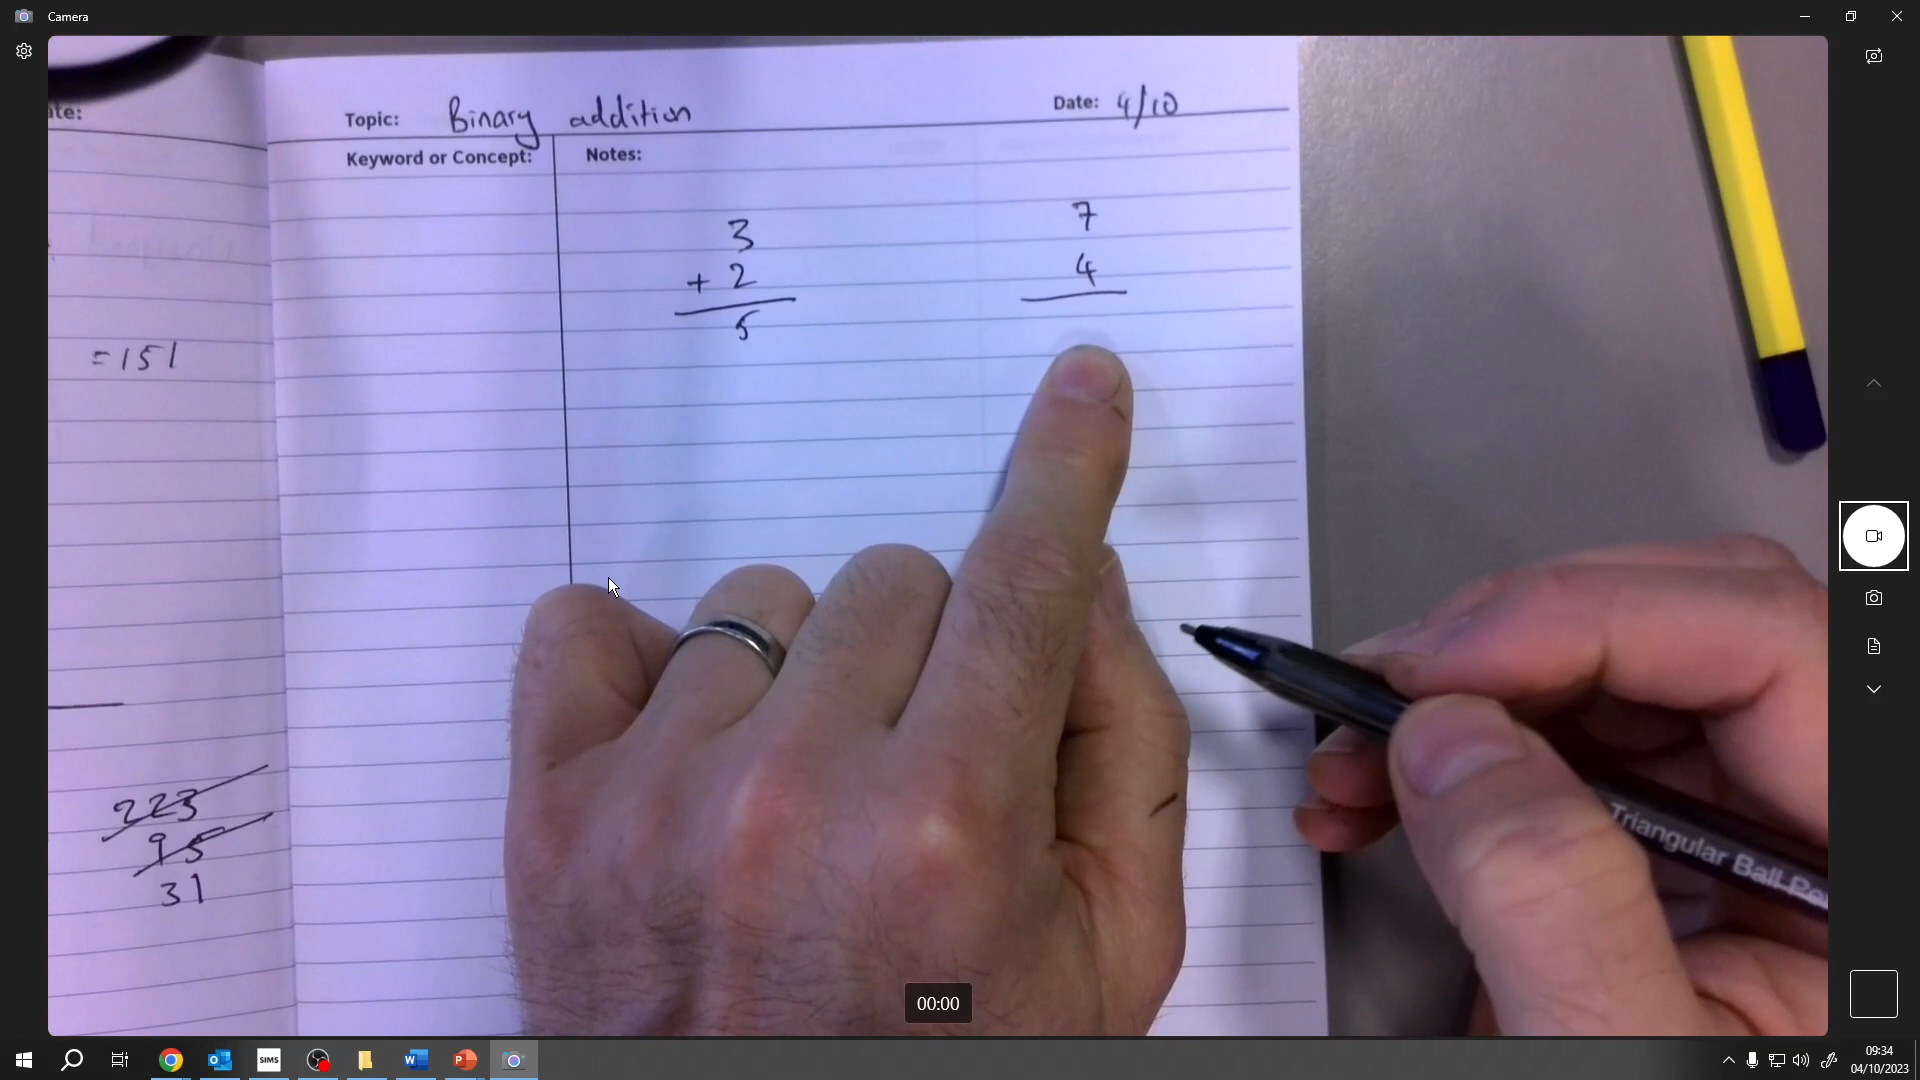 Camera
ate:
Topic: Binary addition
Date: 4/10
Keyword or Concept:
Notes:
3
+ 2
5
7
4
=151
223
95
31
Triangular Ball Pe
00:00
SIMS
09:34
04/10/2023